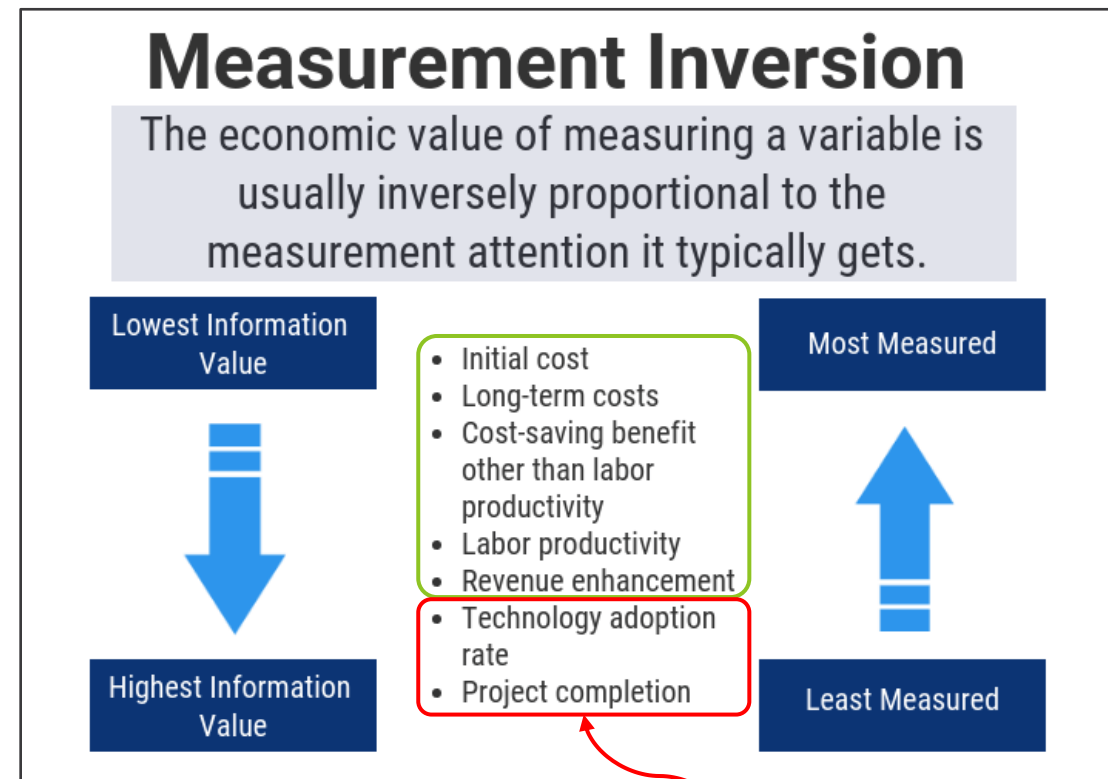 Measurement Inversion
The economic value of measuring a variable is
usually inversely proportional to the
measurement attention it typically gets.
Lowest Information
Value
Highest Information
Value
• Initial cost
• Long-term costs
• Cost-saving benefit
other than labor
productivity
• Labor productivity
• Revenue enhancement
• Technology adoption
rate
• Project completion
Most Measured
Least Measured